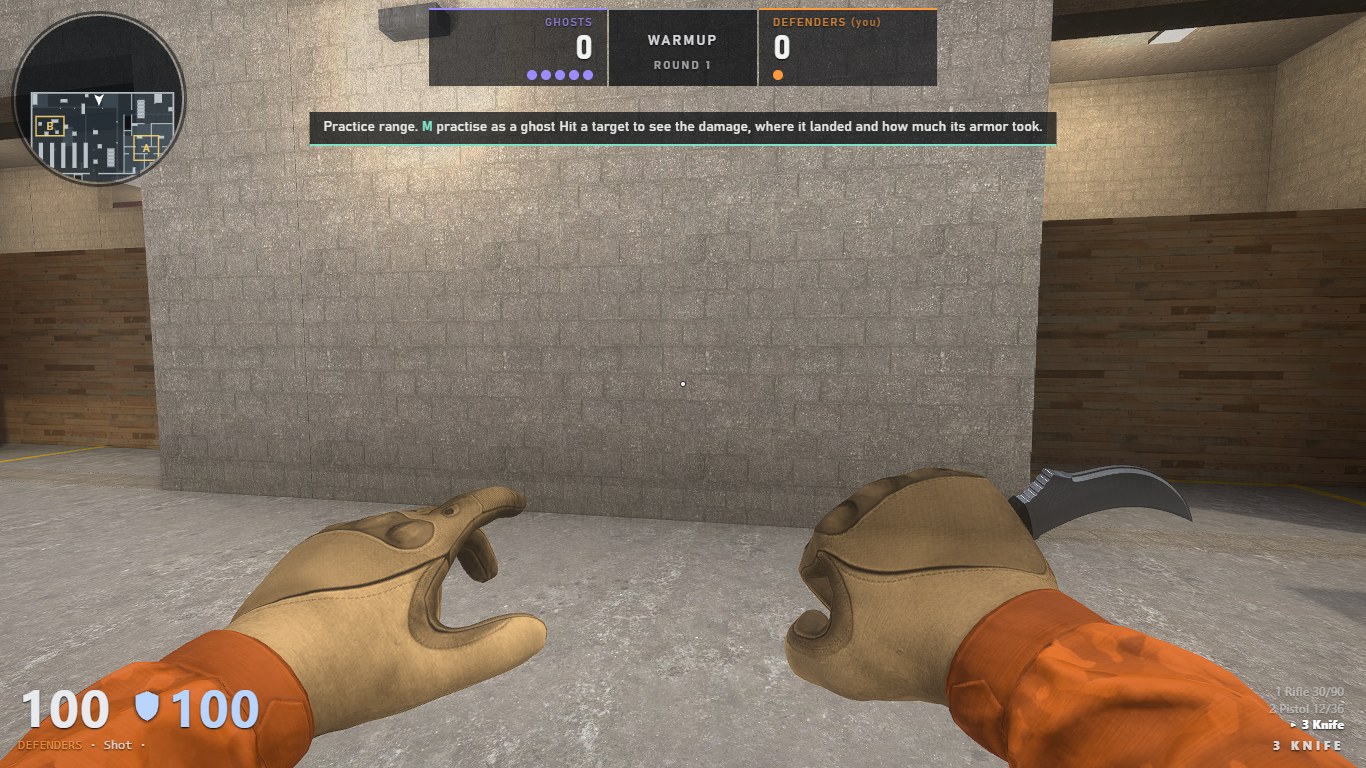 GHOSTS
0
WARMUP
ROUND 1
DEFENDERS (you)
0
Practice range. M practise as a ghost Hit a target to see the damage, where it landed and how much its armor took.
B
A
100 100
DEFENDERS · Shot ·
1 Rifle 30/90
2 Pistol 12/36
▸ 3 Knife
3 KNIFE